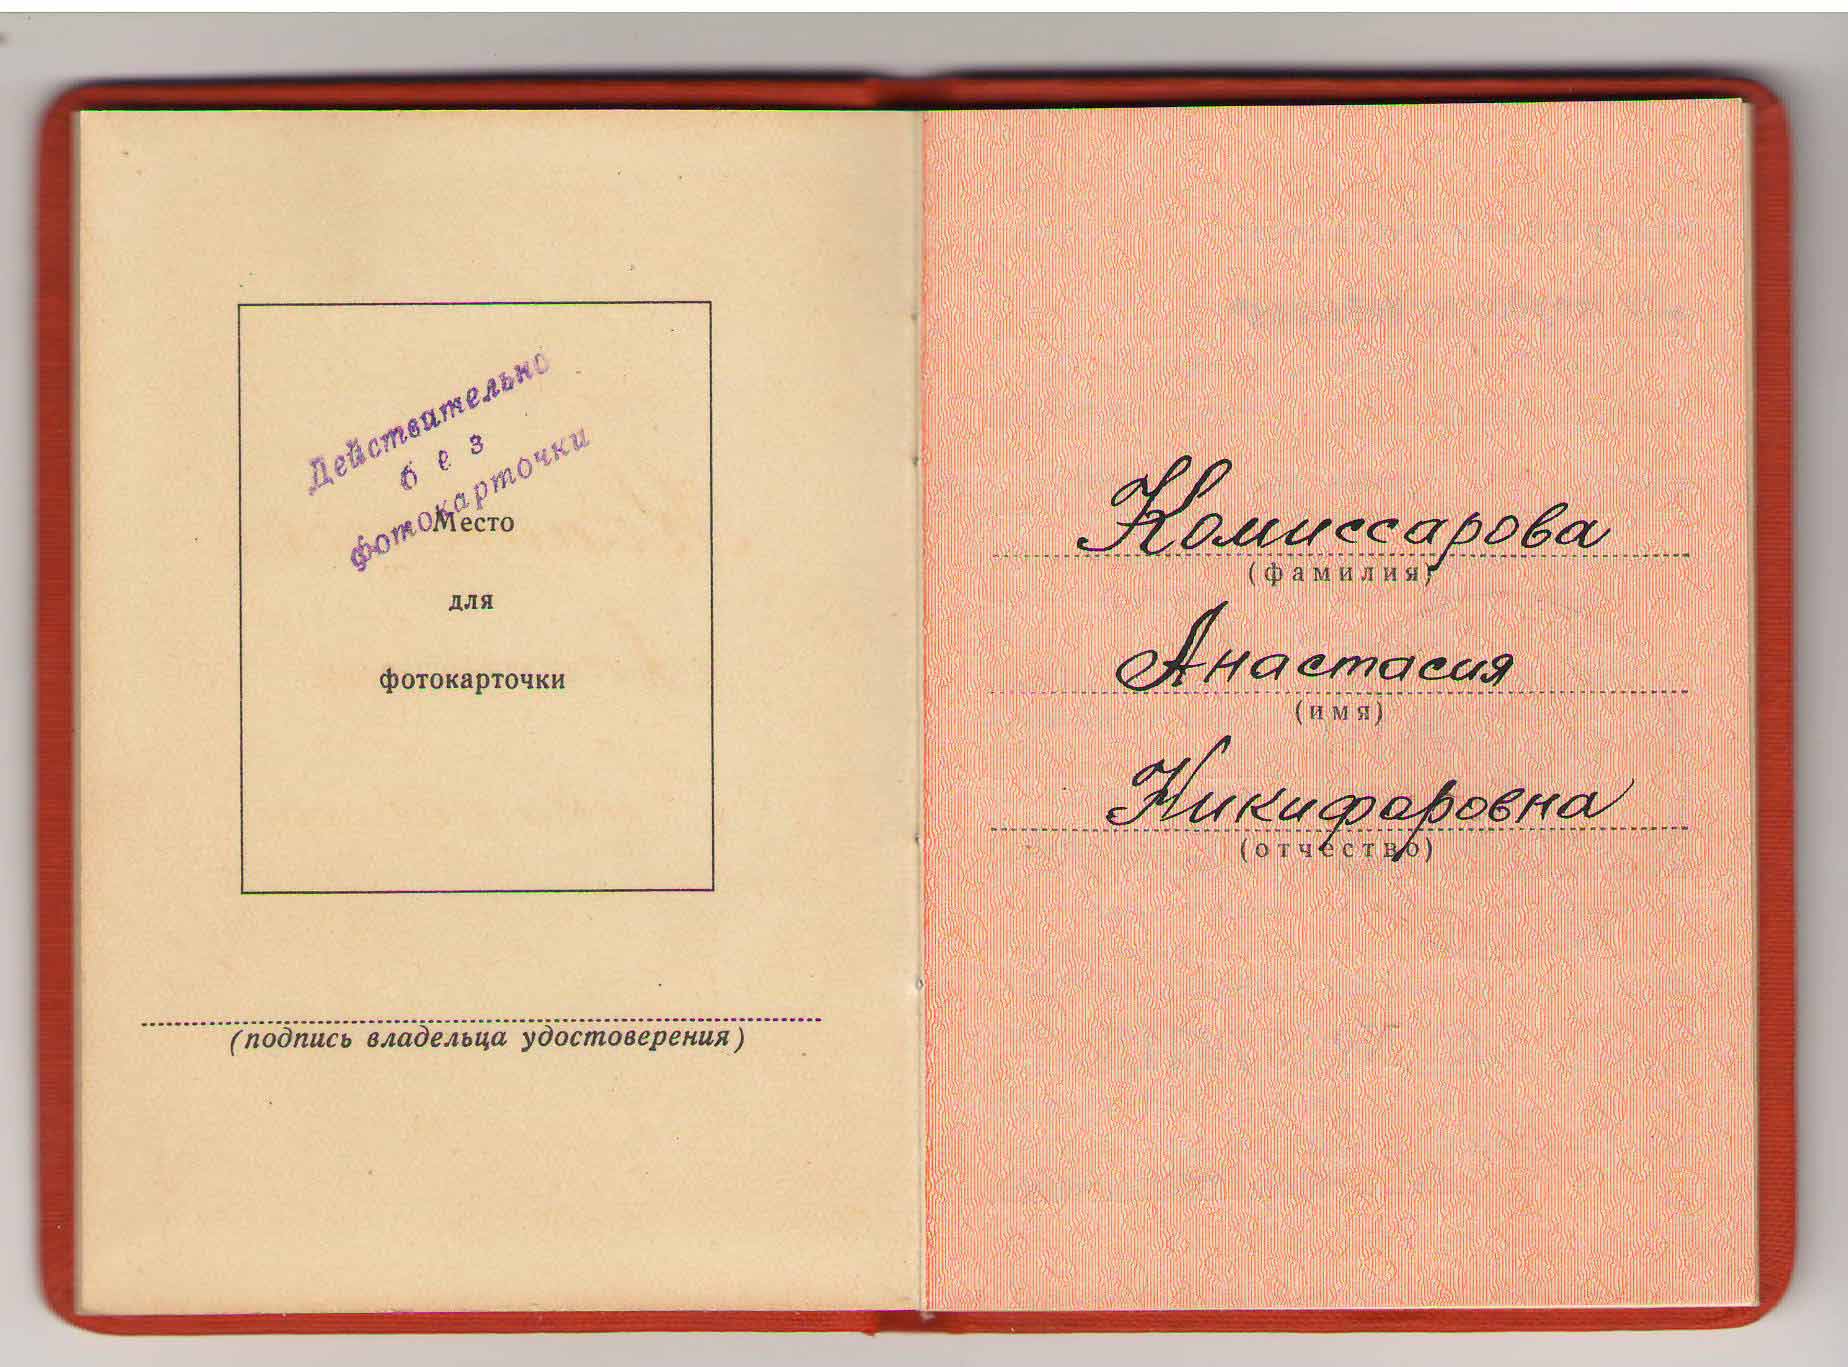 Действительно
без
фотокарточки
Место
для
фотокарточки
(подпись владельца удостоверения)
Комиссарова
(фамилия)
Анастасия
(имя)
Никифоровна
(отчество)